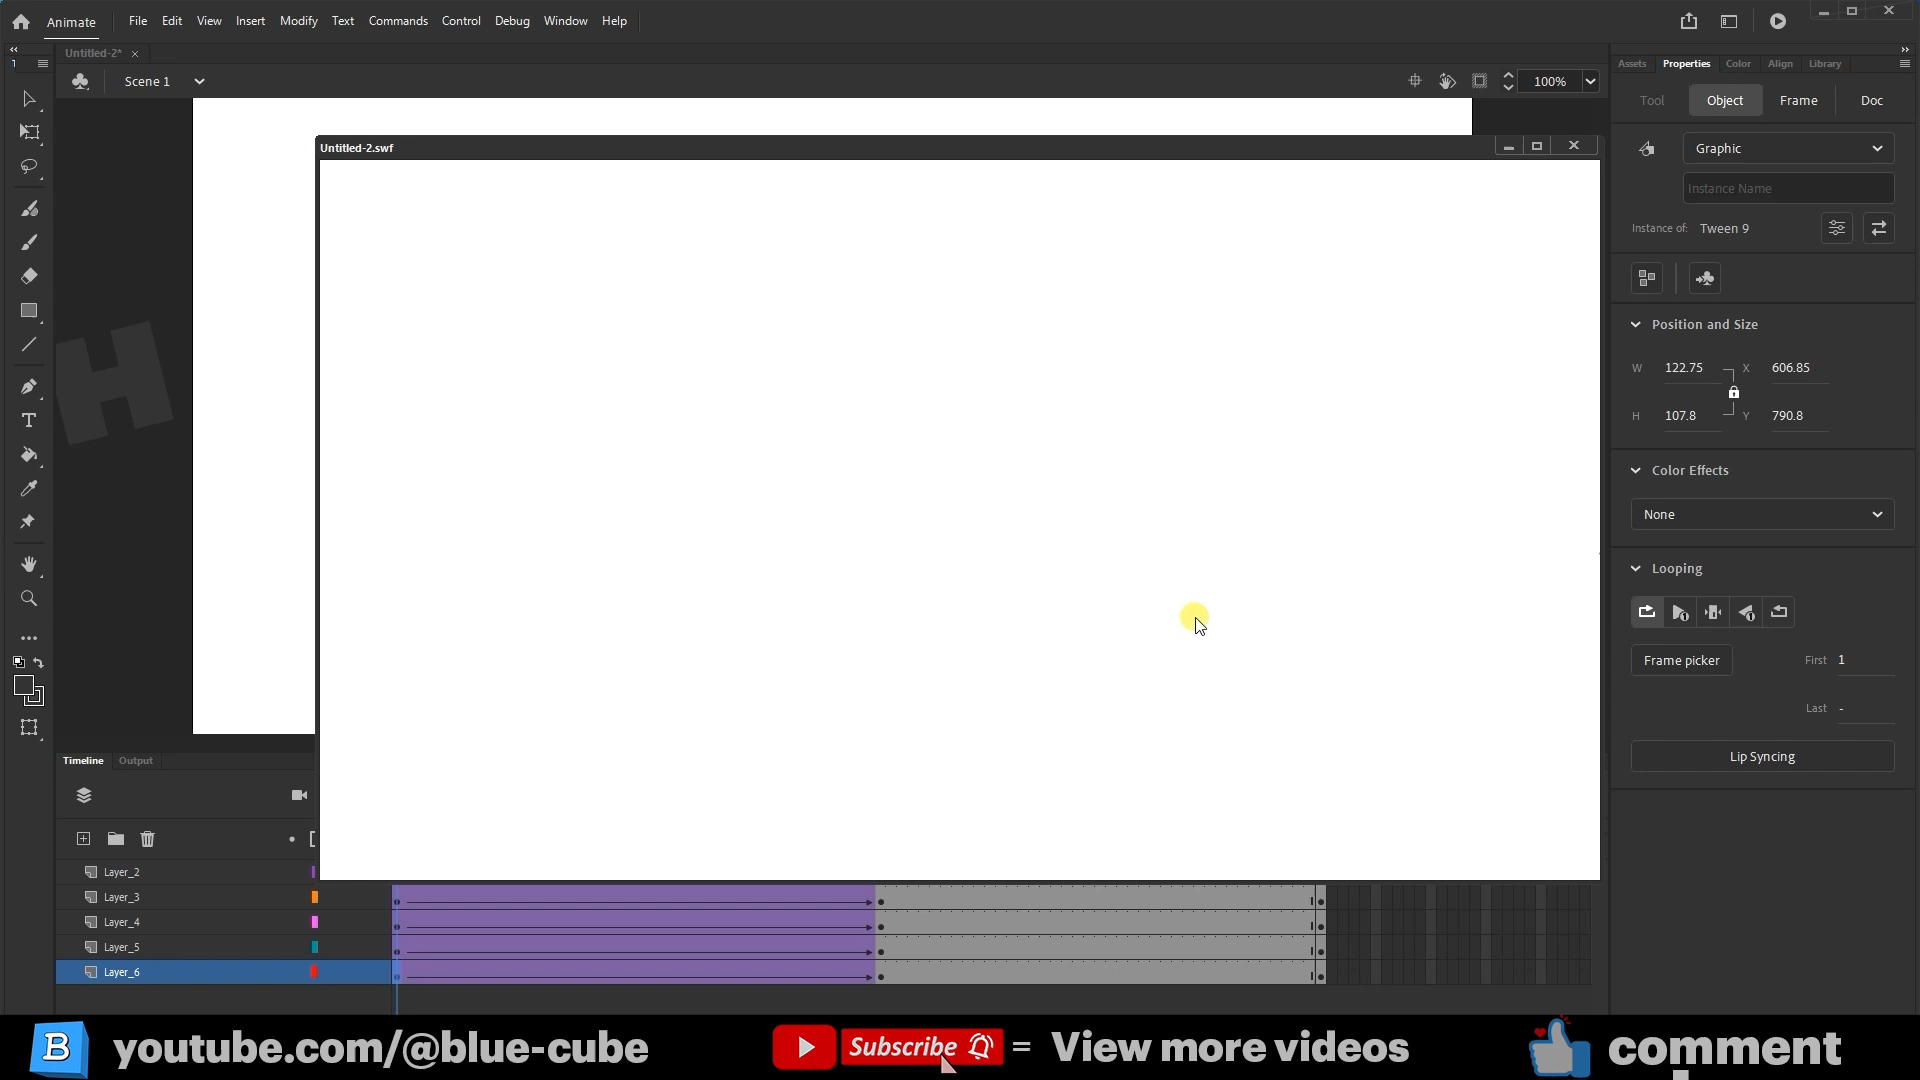 Animate File Edit View Insert Modify Text Commands Control Debug Window Help
Untitled-2*
Scene 1 100%
Assets Properties Color Align Library
Tool Object Frame Doc
Untitled-2.swf
H
Graphic
Instance Name
Instance of: Tween 9
Position and Size
W 122.75 X 606.85
H 107.8 Y 790.8
Color Effects
None
Looping
Frame picker First 1
Last -
Lip Syncing
Timeline Output
Layer_2
Layer_3
Layer_4
Layer_5
Layer_6
B youtube.com/@blue-cube Subscribe = View more videos comment